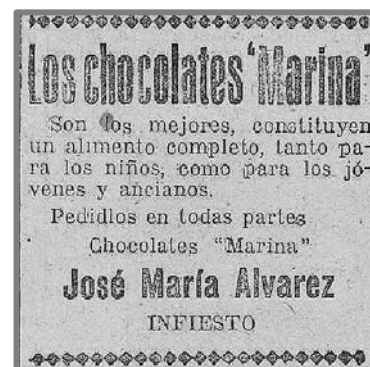 Los chocolates "Marina"
Son los mejores, constituyen
un alimento completo, tanto pa-
ra los niños, como para los jó-
venes y ancianos.
Pedidlos en todas partes
Chocolates "Marina"
José María Alvarez
INFIESTO